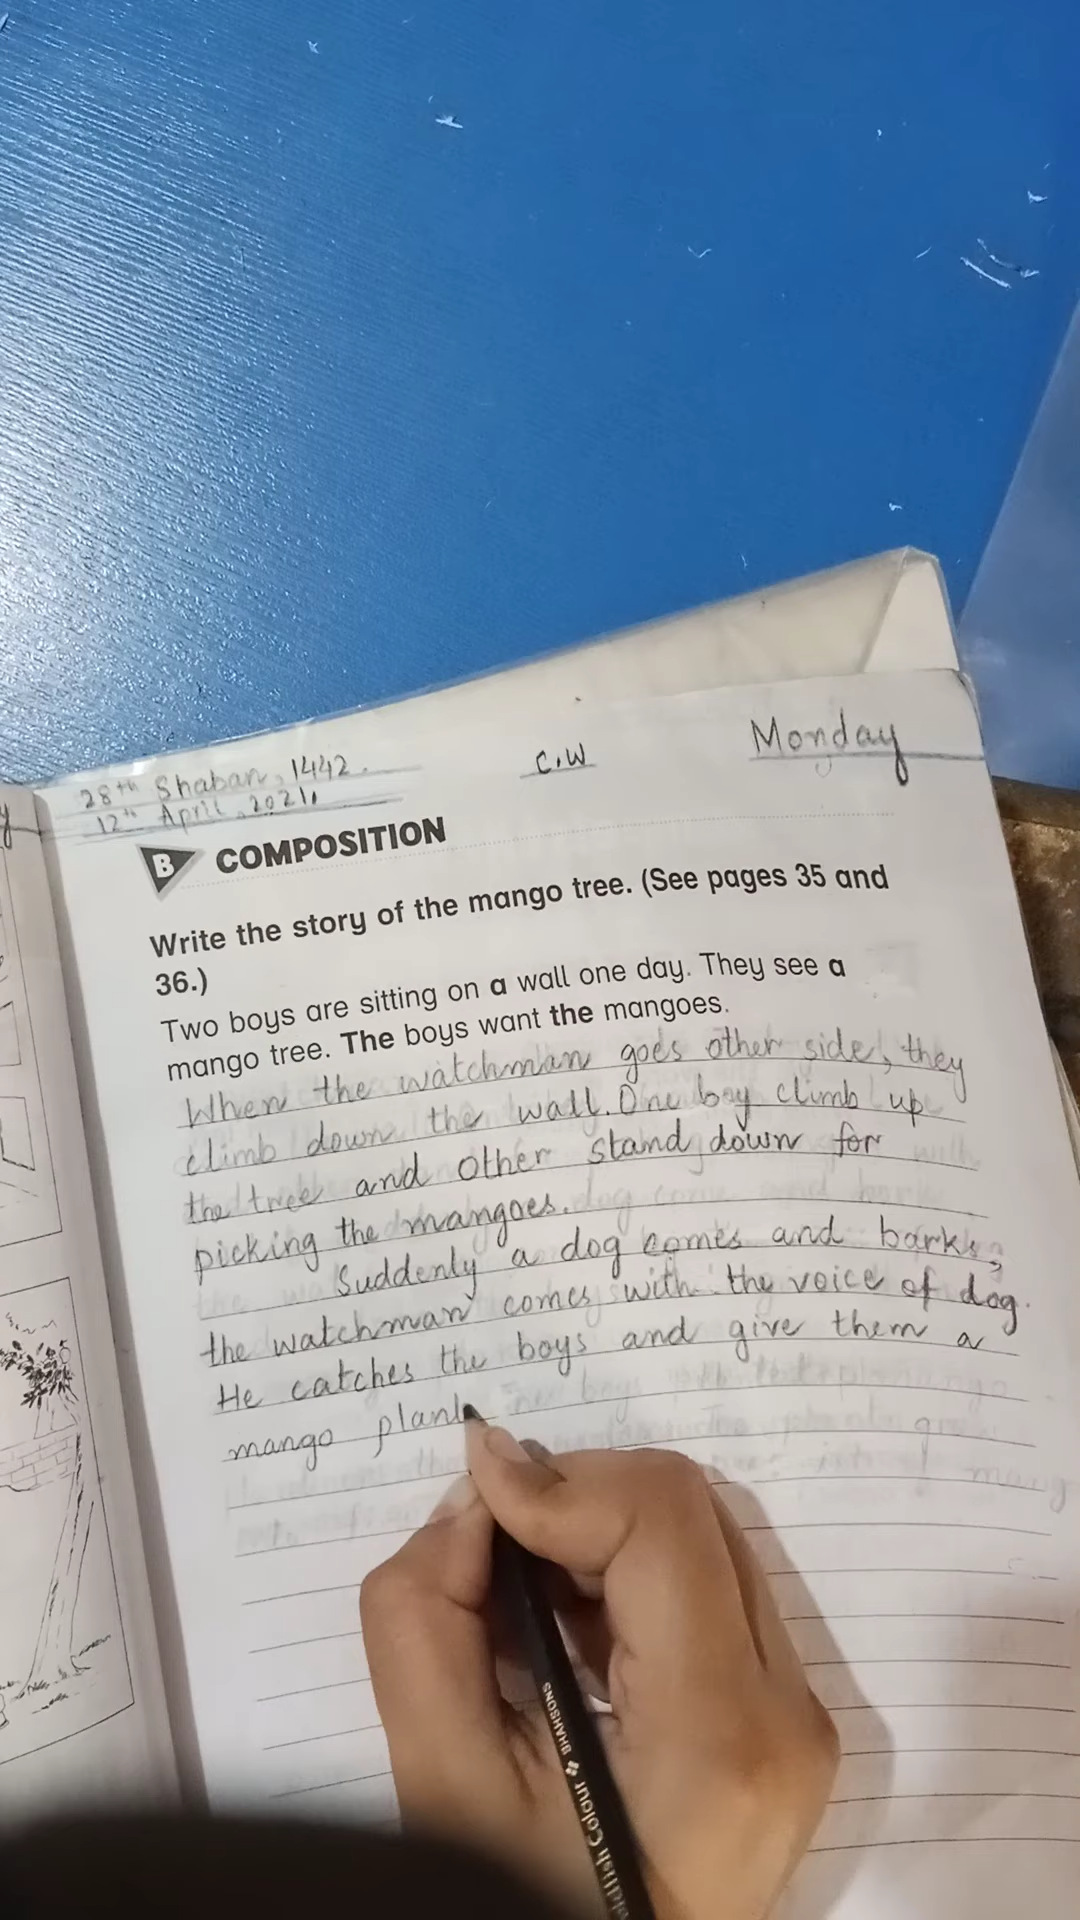 28th Shaban, 1442.
12th April, 2021.
C.W
Monday
B COMPOSITION
Write the story of the mango tree. (See pages 35 and
36.)
Two boys are sitting on a wall one day. They see a
mango tree. The boys want the mangoes.
When the watchman goes other side, they
climb down the wall. One boy climb up
the tree and other stand down for
picking the mangoes.
Suddenly a dog comes and barks,
the watchman comes with the voice of dog.
He catches the boys and give them a
mango plant
BHAHSONS